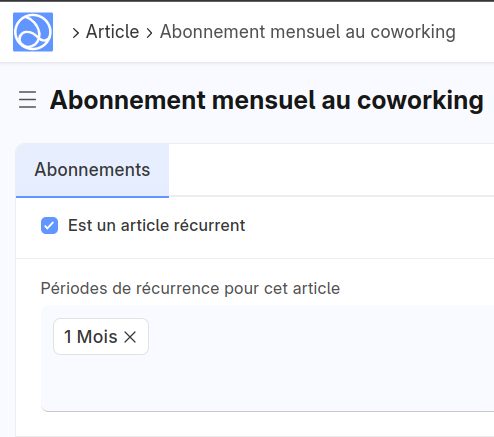 Article > Abonnement mensuel au coworking
Abonnement mensuel au coworking
Abonnements
Est un article récurrent
Périodes de récurrence pour cet article
1 Mois